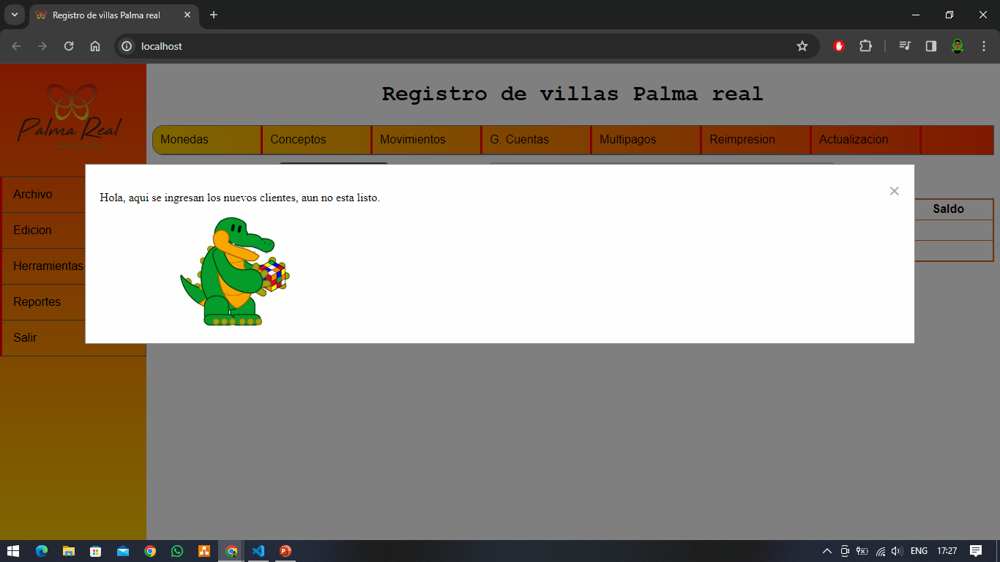 Registro de villas Palma real
localhost
Palma Real
Registro de villas Palma real
Monedas
Conceptos
Movimientos
G. Cuentas
Multipagos
Reimpresion
Actualizacion
Archivo
Edicion
Herramientas
Reportes
Salir
Hola, aqui se ingresan los nuevos clientes, aun no esta listo.
Saldo
ENG
17:27